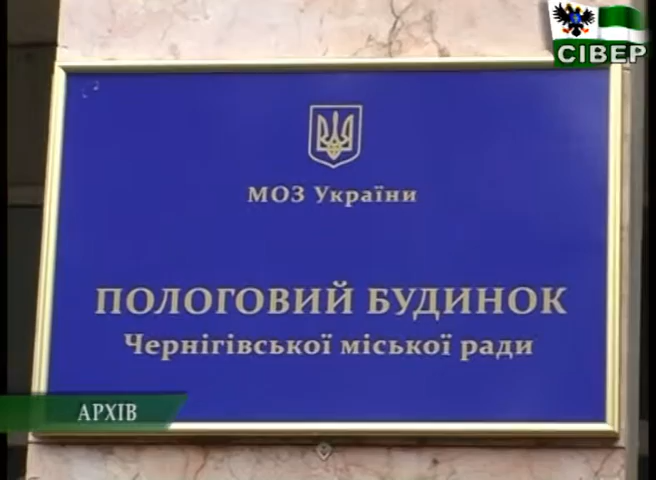 СІВЕР
МОЗ України
ПОЛОГОВИЙ БУДИНОК
Чернігівської міської ради
АРХІВ